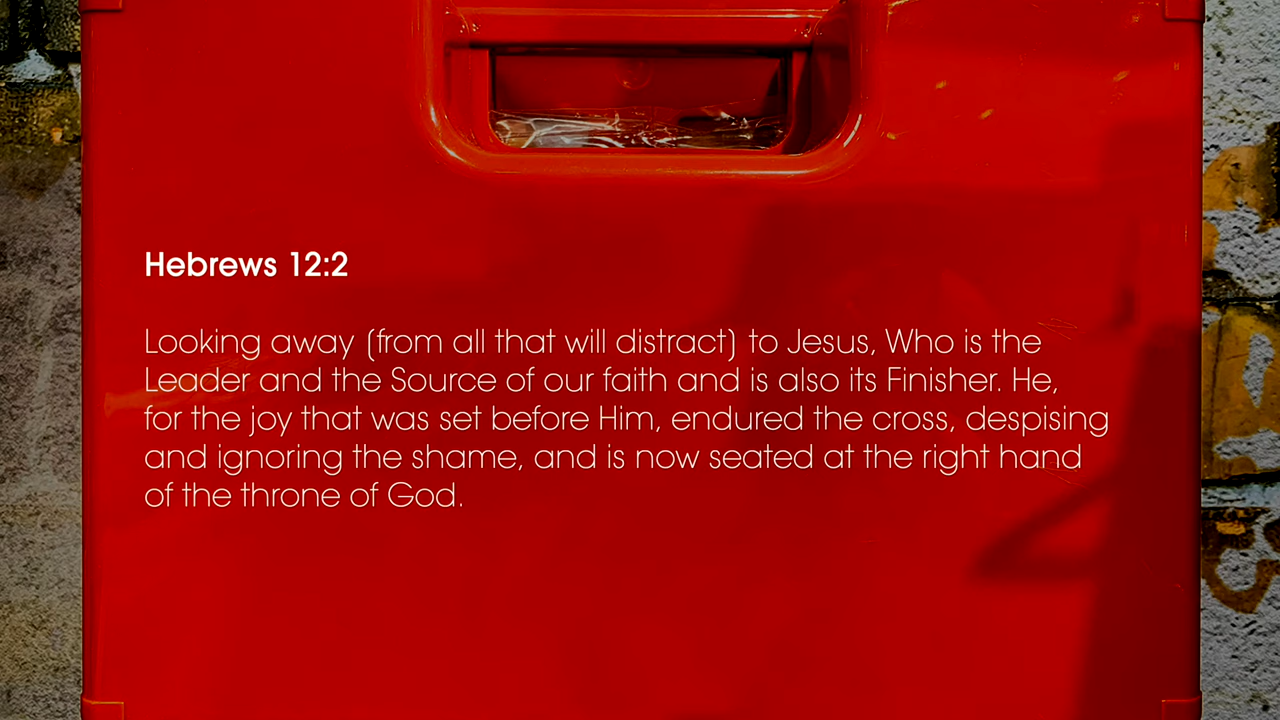 Hebrews 12:2
Looking away (from all that will distract) to Jesus, Who is the
Leader and the Source of our faith and is also its Finisher. He,
for the joy that was set before Him, endured the cross, despising
and ignoring the shame, and is now seated at the right hand
of the throne of God.